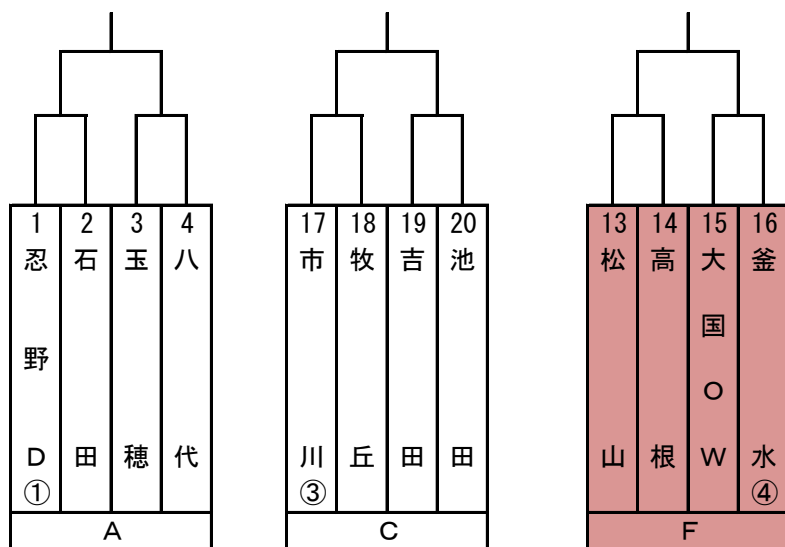 1 忍野D①
2 石田
3 玉穂
4 八代
A
17 市川③
18 牧丘
19 吉田
20 池田
C
13 松山
14 高根
15 大国OW
16 釜水④
F